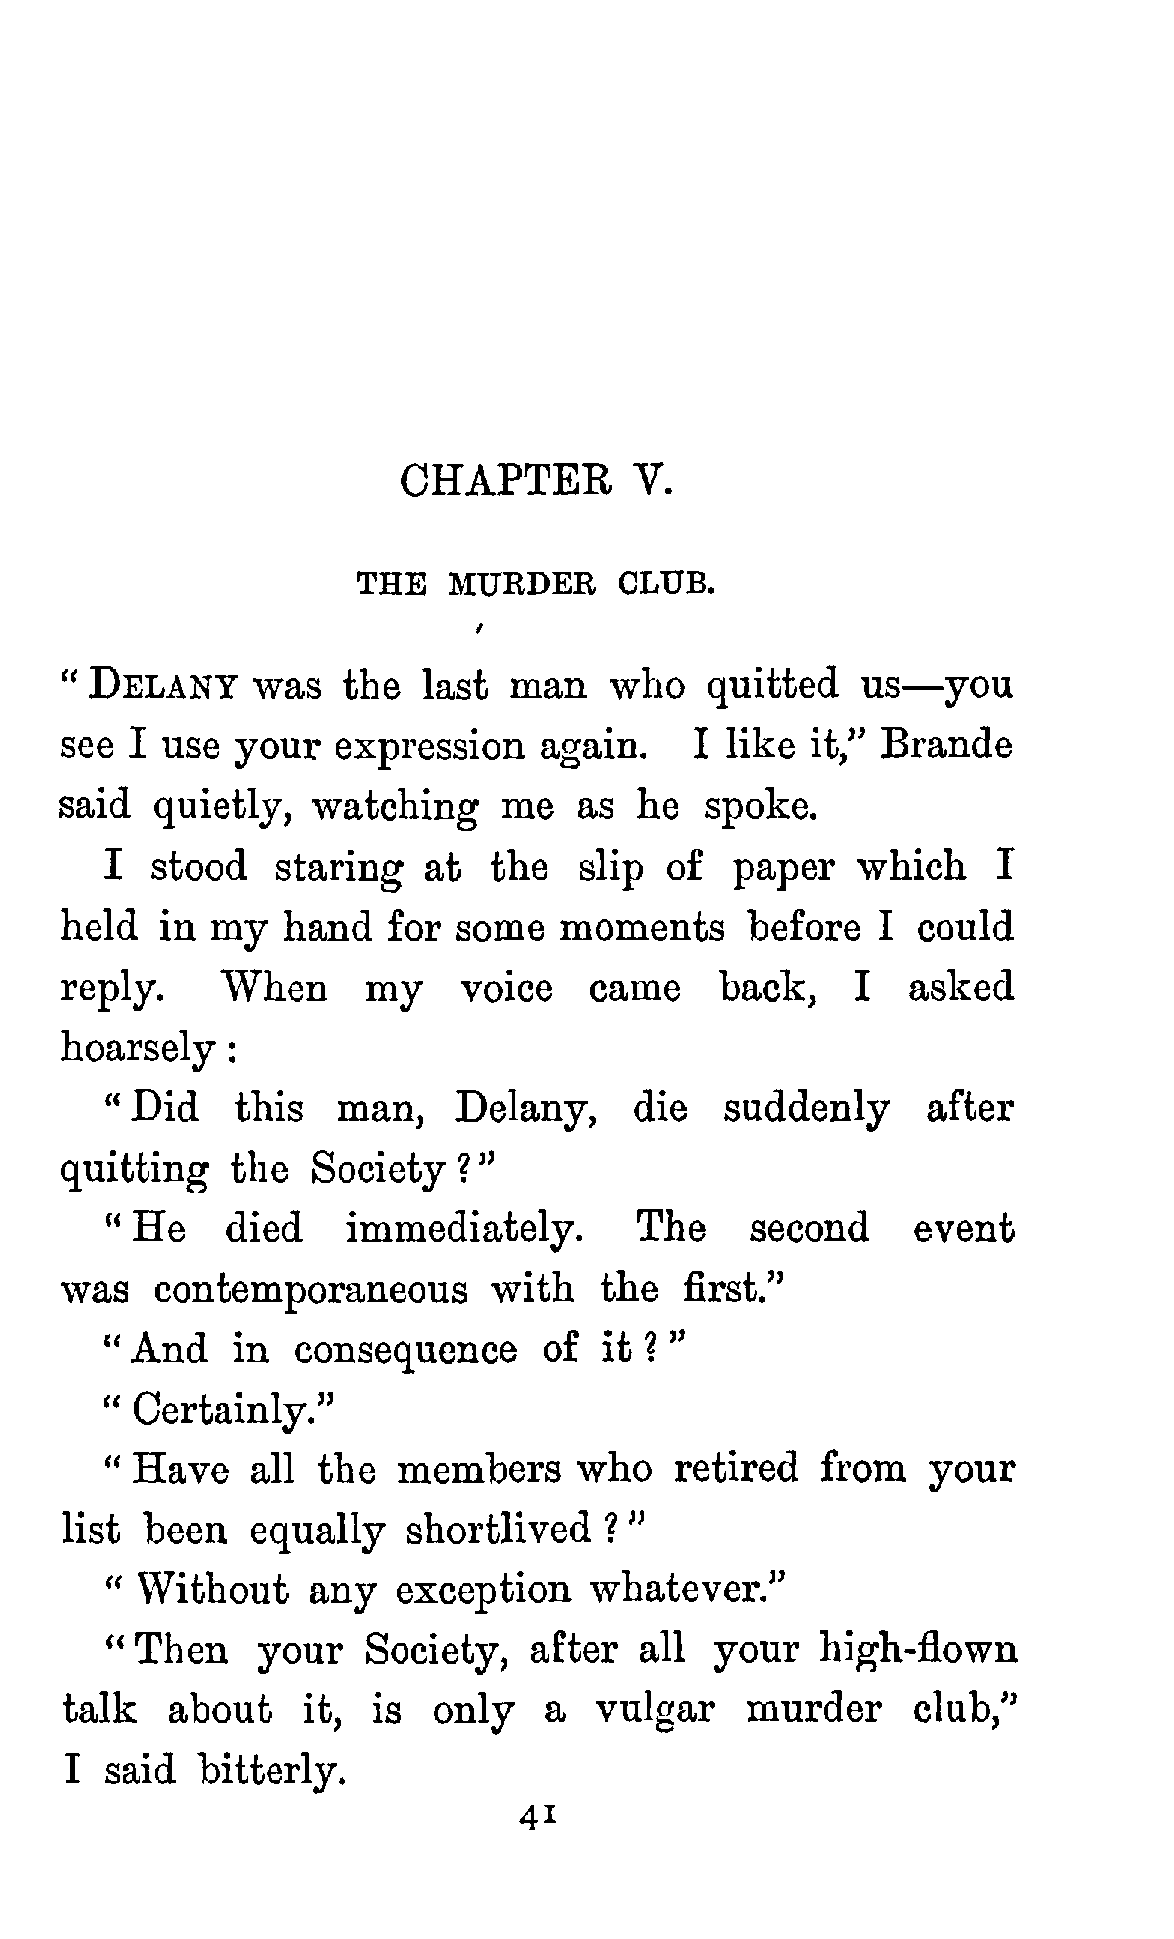 CHAPTER V.
THE MURDER CLUB.
“DELANY was the last man who quitted us—you
see I use your expression again. I like it,” Brande
said quietly, watching me as he spoke.
I stood staring at the slip of paper which I
held in my hand for some moments before I could
reply. When my voice came back, I asked
hoarsely:
“Did this man, Delany, die suddenly after
quitting the Society?”
“He died immediately. The second event
was contemporaneous with the first.”
“And in consequence of it?”
“Certainly.”
“Have all the members who retired from your
list been equally shortlived?”
“Without any exception whatever.”
“Then your Society, after all your high-flown
talk about it, is only a vulgar murder club,”
I said bitterly.
41